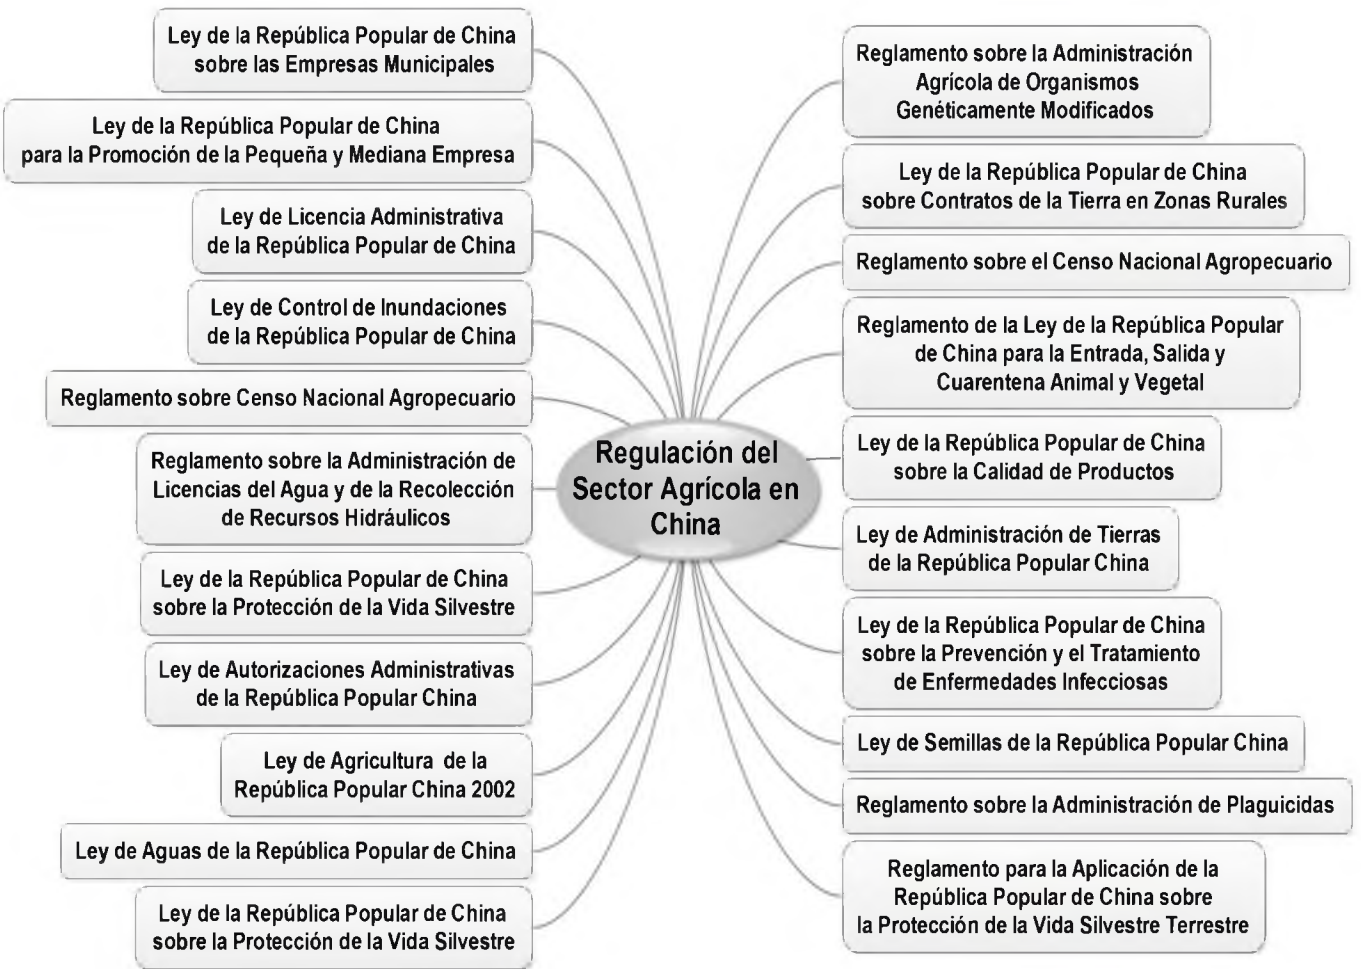 Ley de la República Popular de China
sobre las Empresas Municipales
Ley de la República Popular de China
para la Promoción de la Pequeña y Mediana Empresa
Ley de Licencia Administrativa
de la República Popular de China
Ley de Control de Inundaciones
de la República Popular de China
Reglamento sobre Censo Nacional Agropecuario
Reglamento sobre la Administración de
Licencias del Agua y de la Recolección
de Recursos Hidráulicos
Ley de la República Popular de China
sobre la Protección de la Vida Silvestre
Ley de Autorizaciones Administrativas
de la República Popular China
Ley de Agricultura de la
República Popular China 2002
Ley de Aguas de la República Popular de China
Ley de la República Popular de China
sobre la Protección de la Vida Silvestre
Regulación del
Sector Agrícola en
China
Reglamento sobre la Administración
Agrícola de Organismos
Genéticamente Modificados
Ley de la República Popular de China
sobre Contratos de la Tierra en Zonas Rurales
Reglamento sobre el Censo Nacional Agropecuario
Reglamento de la Ley de la República Popular
de China para la Entrada, Salida y
Cuarentena Animal y Vegetal
Ley de la República Popular de China
sobre la Calidad de Productos
Ley de Administración de Tierras
de la República Popular China
Ley de la República Popular de China
sobre la Prevención y el Tratamiento
de Enfermedades Infecciosas
Ley de Semillas de la República Popular China
Reglamento sobre la Administración de Plaguicidas
Reglamento para la Aplicación de la
República Popular de China sobre
la Protección de la Vida Silvestre Terrestre